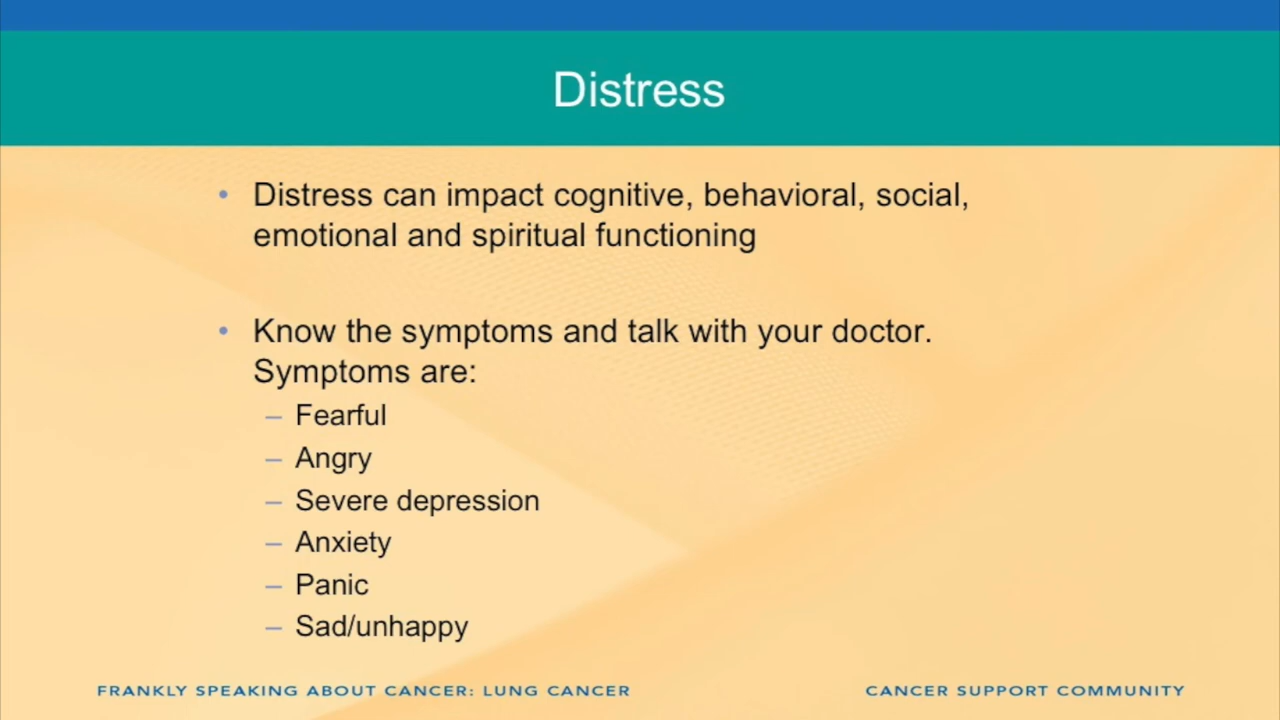 Distress
• Distress can impact cognitive, behavioral, social,
emotional and spiritual functioning
• Know the symptoms and talk with your doctor.
Symptoms are:
– Fearful
– Angry
– Severe depression
– Anxiety
– Panic
– Sad/unhappy
FRANKLY SPEAKING ABOUT CANCER: LUNG CANCER
CANCER SUPPORT COMMUNITY